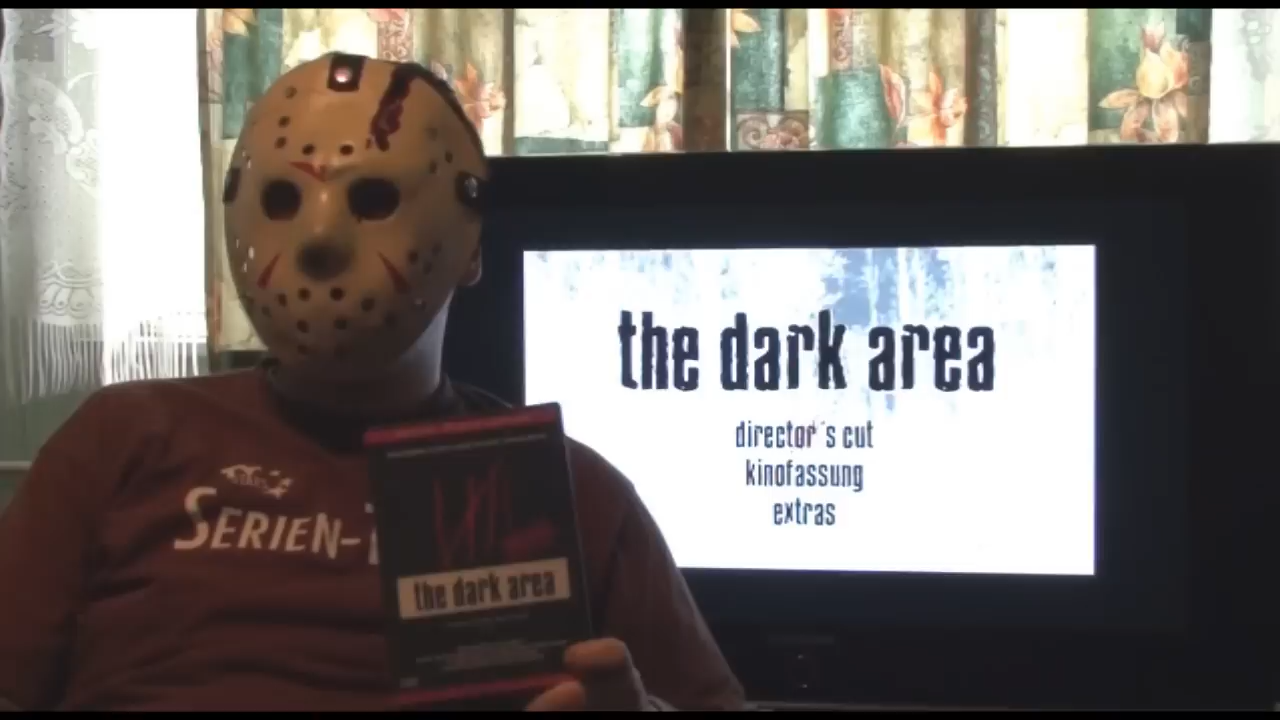 the dark area
director´s cut
kinofassung
extras
SERIEN-
the dark area